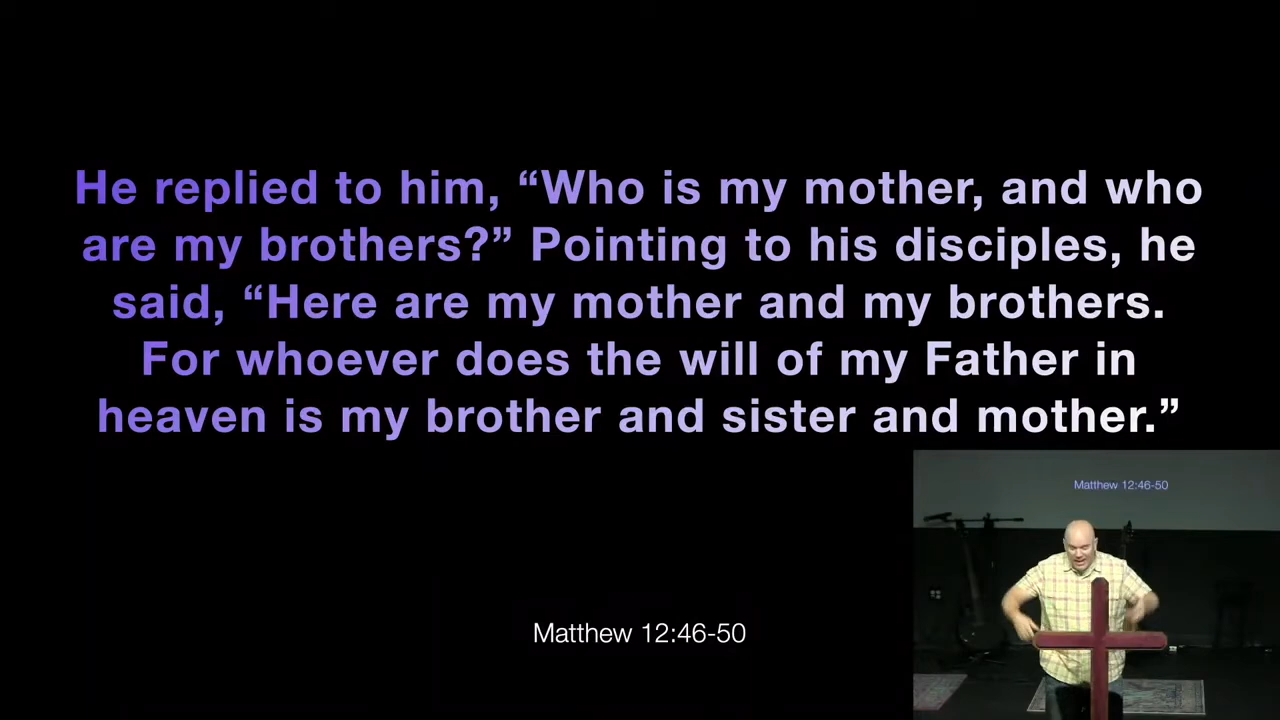 He replied to him, “Who is my mother, and who
are my brothers?” Pointing to his disciples, he
said, “Here are my mother and my brothers.
For whoever does the will of my Father in
heaven is my brother and sister and mother.”
Matthew 12:46-50
Matthew 12:46-50